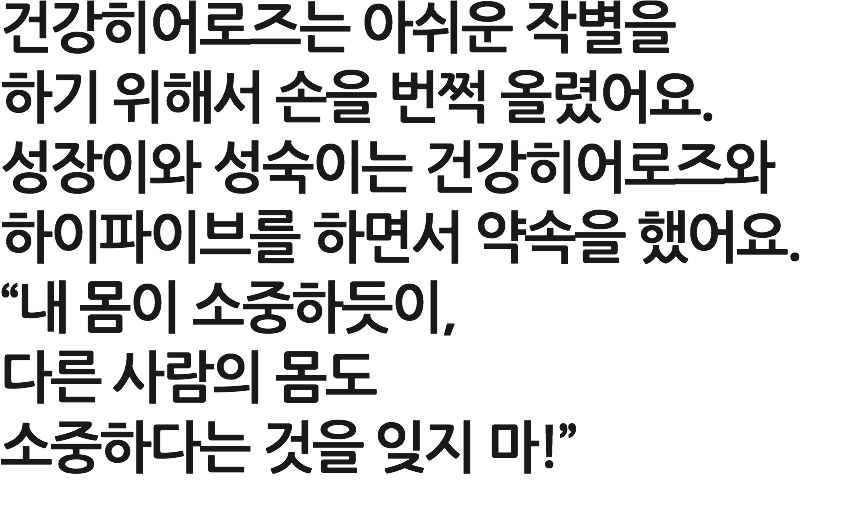 건강히어로즈는 아쉬운 작별을
하기 위해서 손을 번쩍 올렸어요.
성장이와 성숙이는 건강히어로즈와
하이파이브를 하면서 약속을 했어요.
“내 몸이 소중하듯이,
다른 사람의 몸도
소중하다는 것을 잊지 마!”